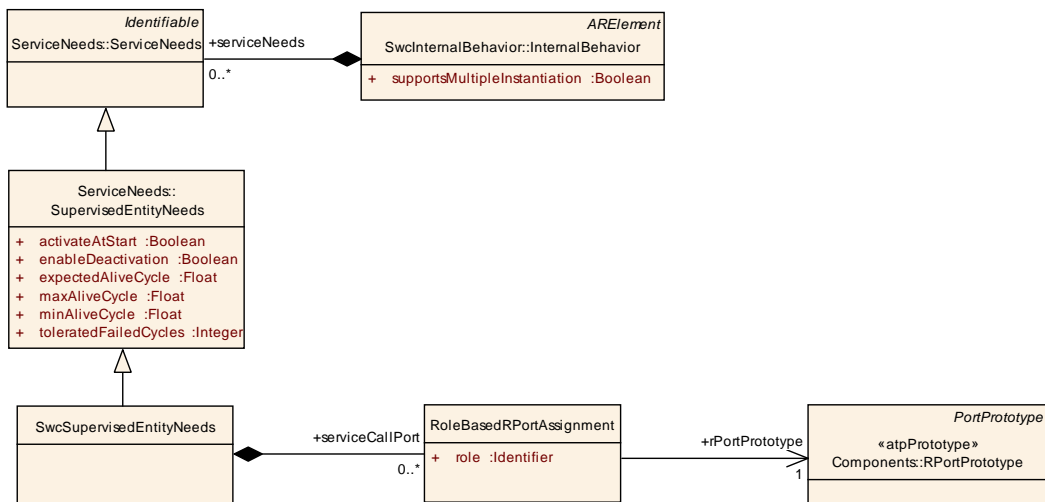 Identifiable
ServiceNeeds::ServiceNeeds
+serviceNeeds
0..*
ARElement
SwcInternalBehavior::InternalBehavior
+ supportsMultipleInstantiation :Boolean
ServiceNeeds::
SupervisedEntityNeeds
+ activateAtStart :Boolean
+ enableDeactivation :Boolean
+ expectedAliveCycle :Float
+ maxAliveCycle :Float
+ minAliveCycle :Float
+ toleratedFailedCycles :Integer
SwcSupervisedEntityNeeds
+serviceCallPort
0..*
RoleBasedRPortAssignment
+ role :Identifier
+rPortPrototype
1
PortPrototype
«atpPrototype»
Components::RPortPrototype